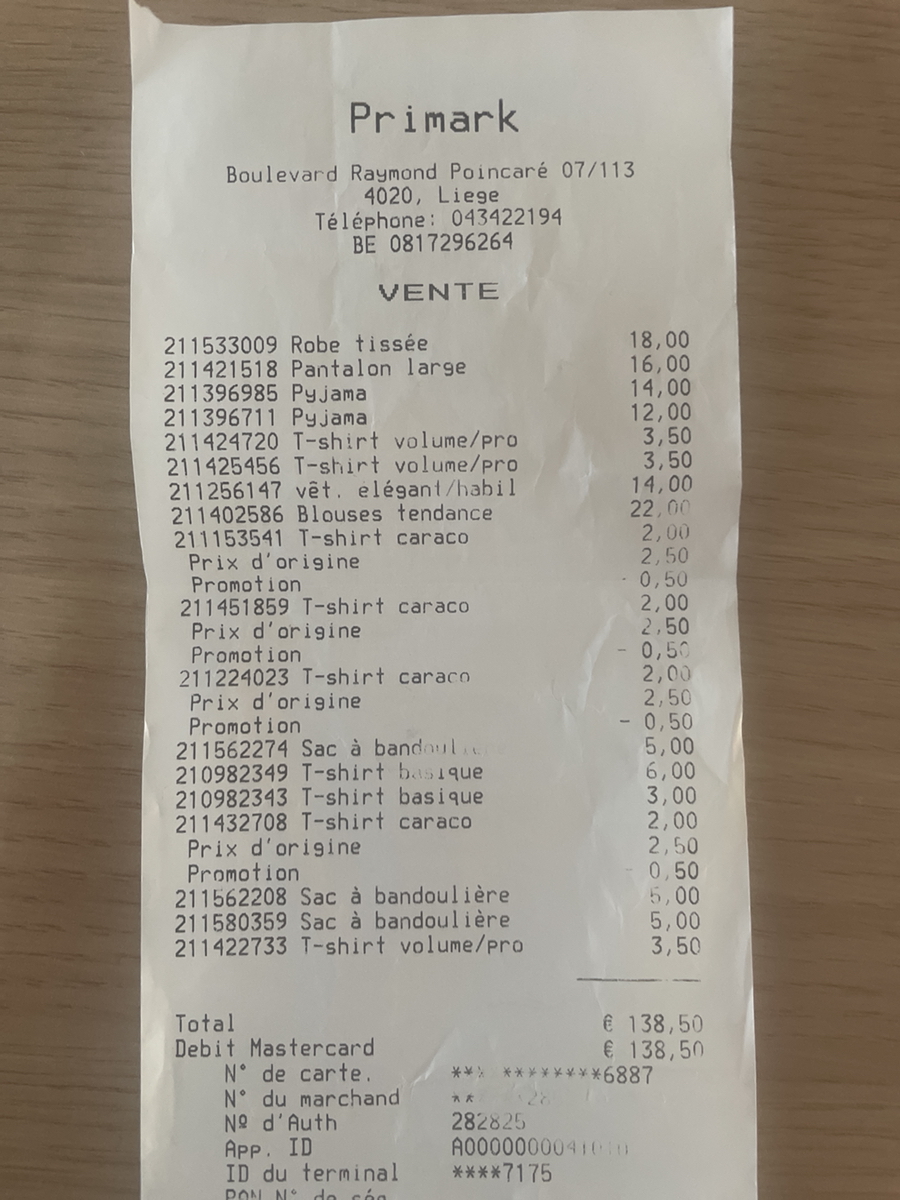 Primark
Boulevard Raymond Poincaré 07/113
4020, Liege
Téléphone: 043422194
BE 0817296264
VENTE
211533009 Robe tissée 18,00
211421518 Pantalon large 16,00
211396985 Pyjama 14,00
211396711 Pyjama 12,00
211424720 T-shirt volume/pro 3,50
211425456 T-shirt volume/pro 3,50
211256147 vêt. élégant/habil 14,00
211402586 Blouses tendance 22,00
211153541 T-shirt caraco 2,00
Prix d'origine 2,50
Promotion - 0,50
211451859 T-shirt caraco 2,00
Prix d'origine 2,50
Promotion - 0,50
211224023 T-shirt caraco 2,00
Prix d'origine 2,50
Promotion - 0,50
211562274 Sac à 5,00
210982349 T-shirt basique 6,00
210982343 T-shirt basique 3,00
211432708 T-shirt caraco 2,00
Prix d'origine 2,50
Promotion - 0,50
211562208 Sac à bandoulière 5,00
211580359 Sac à bandoulière 5,00
211422733 T-shirt volume/pro 3,50
Total € 138,50
Debit Mastercard € 138,50
N° de carte. ********6887
N° du marchand
Nº d'Auth 282825
App. ID
ID du terminal ****7175